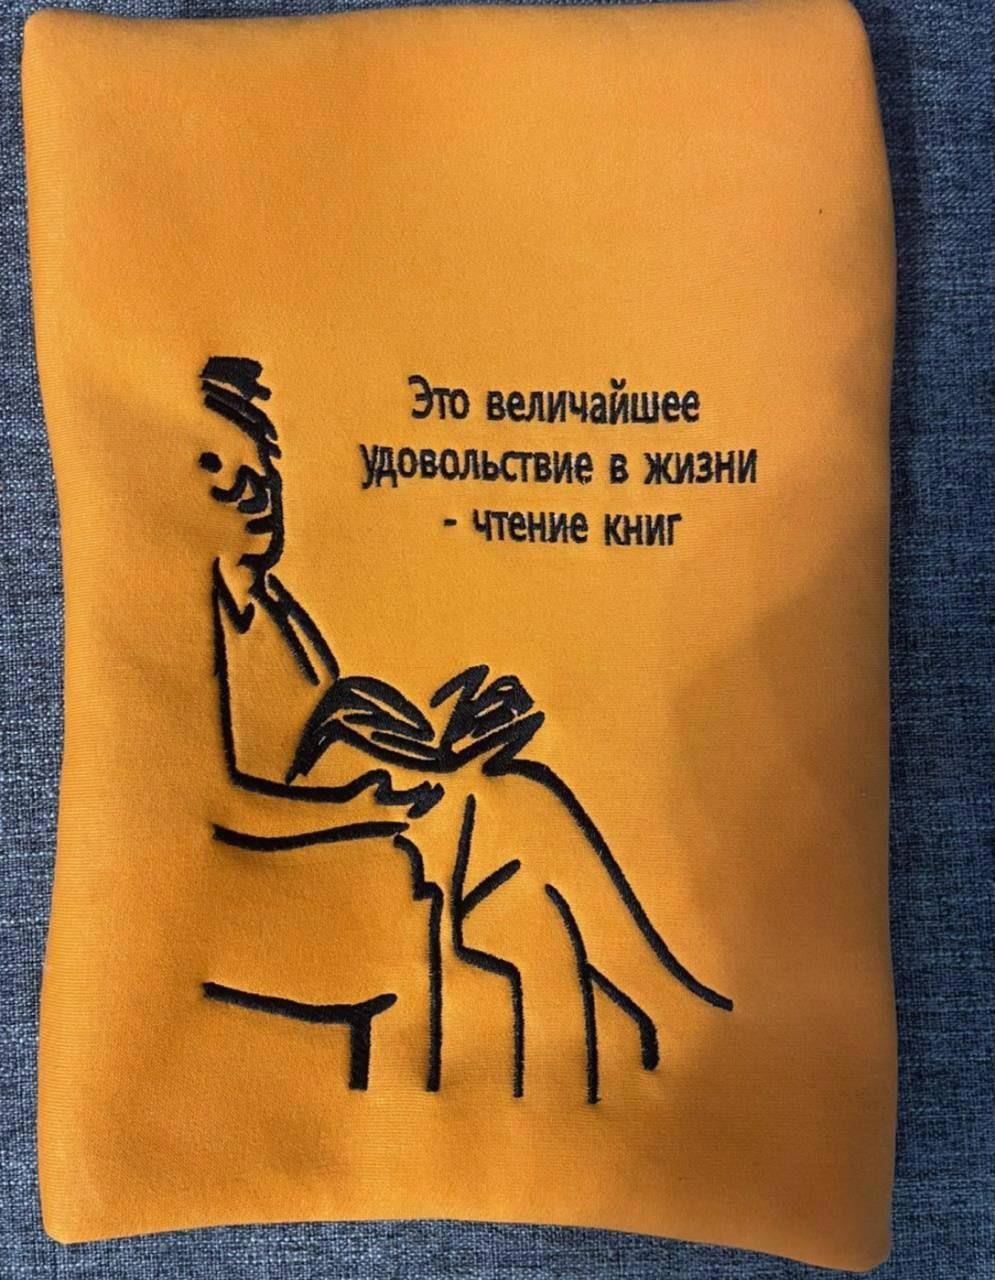 Это величайшее
удовольствие в жизни
- чтение книг